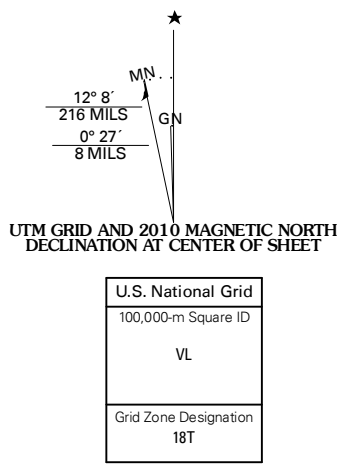 MN
12° 8´
216 MILS
GN
0° 27´
8 MILS
UTM GRID AND 2010 MAGNETIC NORTH
DECLINATION AT CENTER OF SHEET
U.S. National Grid
100,000-m Square ID
VL
Grid Zone Designation
18T